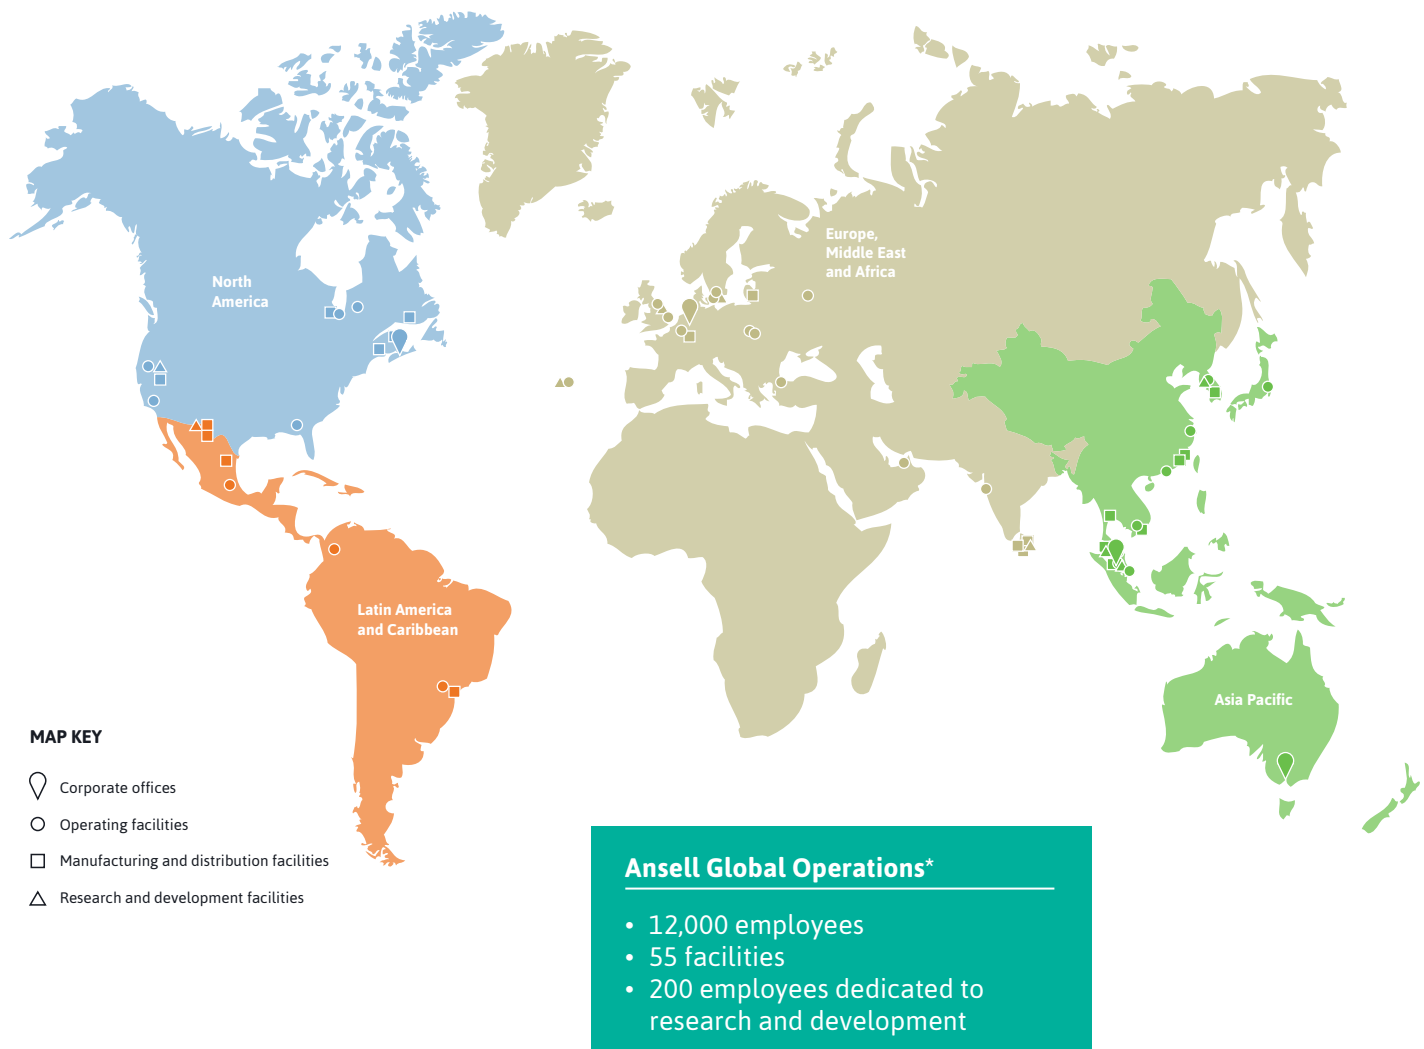 Europe,
Middle East
and Africa
North
America
Latin America
and Caribbean
Asia Pacific
MAP KEY
Corporate offices
Operating facilities
Manufacturing and distribution facilities
Research and development facilities
Ansell Global Operations*
• 12,000 employees
• 55 facilities
• 200 employees dedicated to
research and development